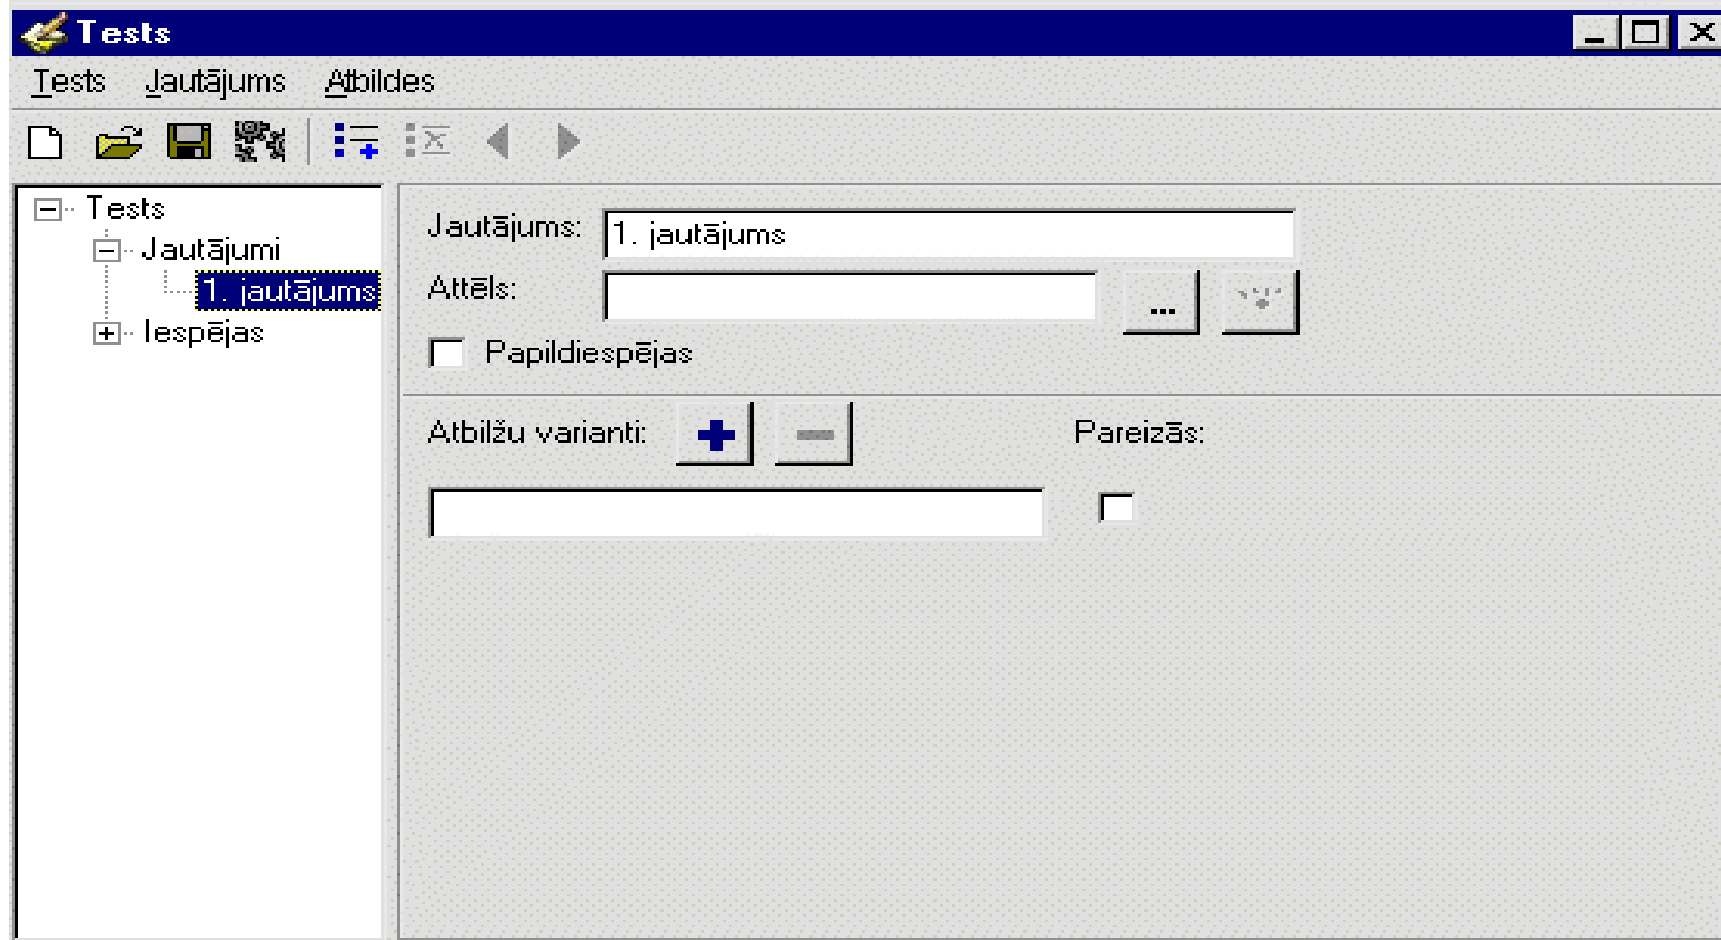 Tests
Tests Jautājums Atbildes
Tests
Jautājumi
1. jautājums
Iespējas
Jautājums: 1. jautājums
Attēls: ...
Papildiespējas
Atbilžu varianti: Pareizās: